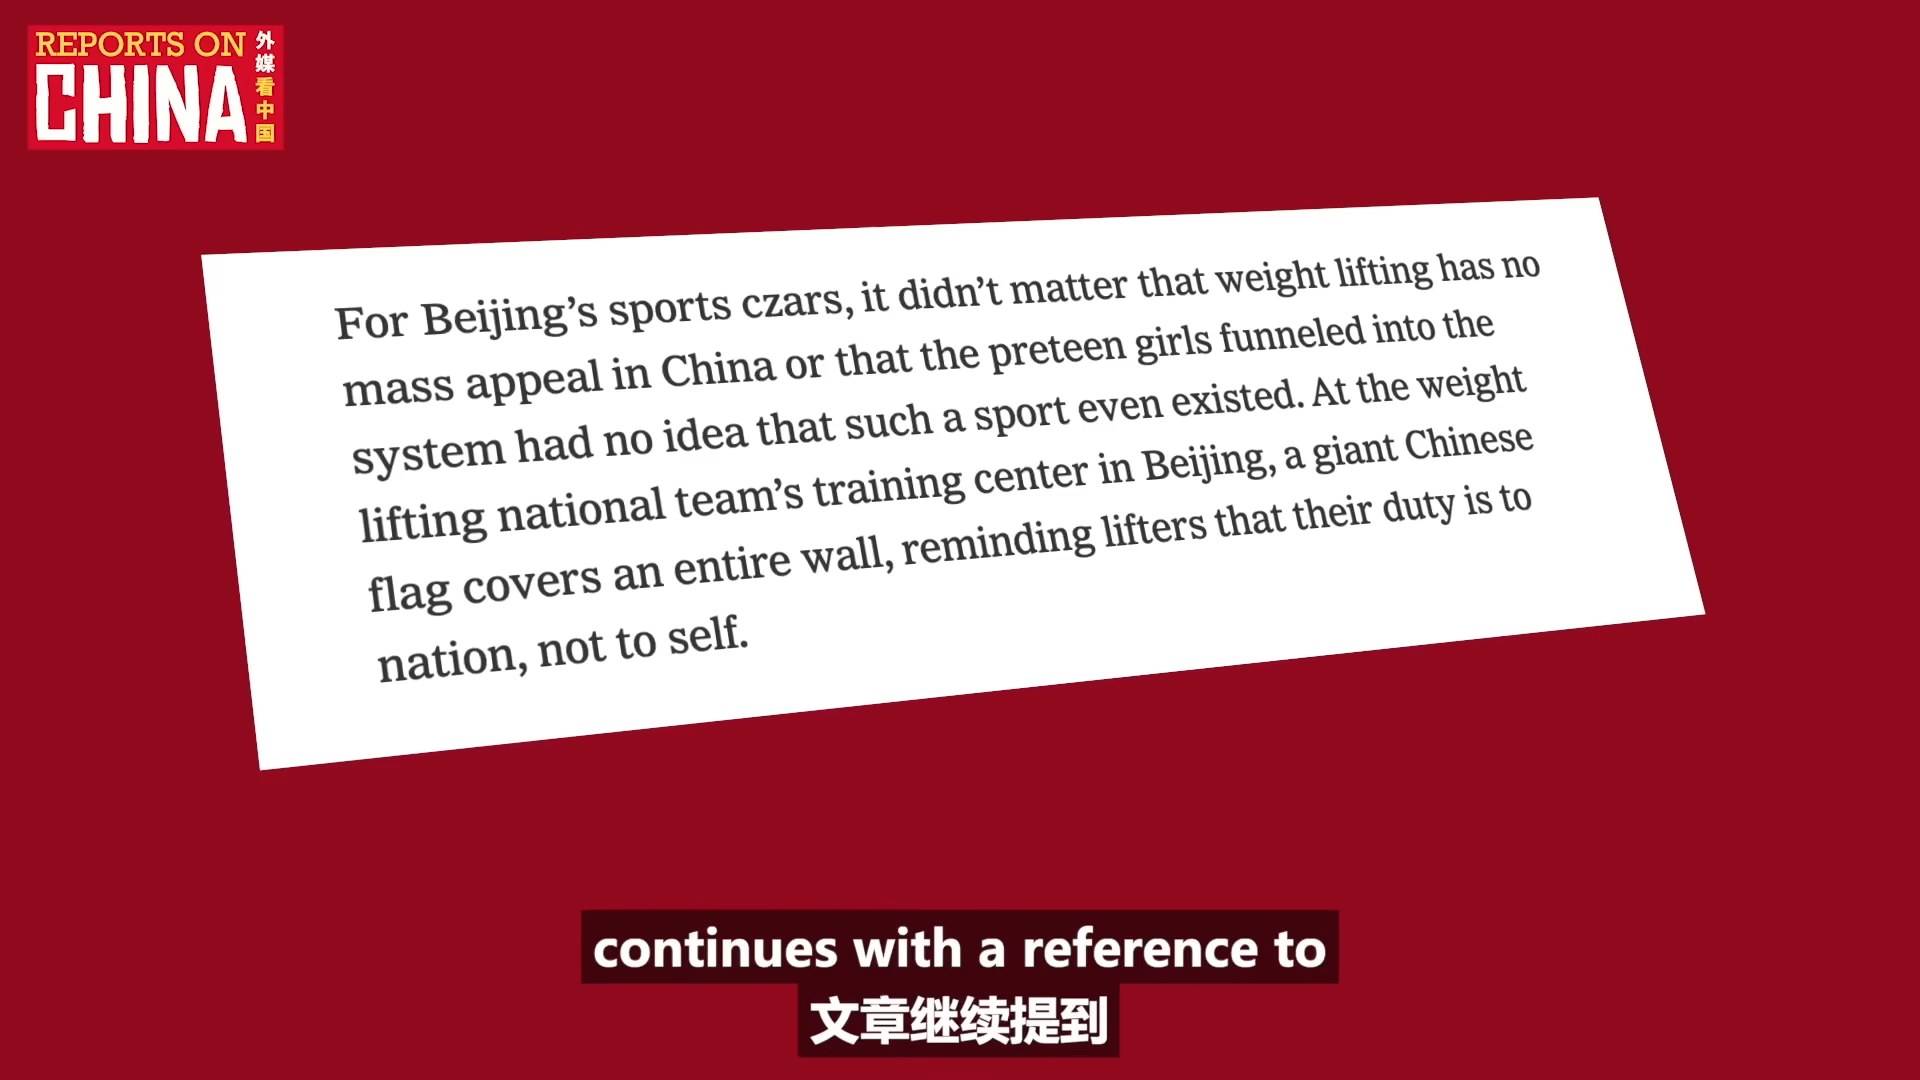 REPORTS ON
CHINA
外媒看中国
For Beijing’s sports czars, it didn’t matter that weight lifting has no
mass appeal in China or that the preteen girls funneled into the
system had no idea that such a sport even existed. At the weight
lifting national team’s training center in Beijing, a giant Chinese
flag covers an entire wall, reminding lifters that their duty is to
nation, not to self.
continues with a reference to
文章继续提到